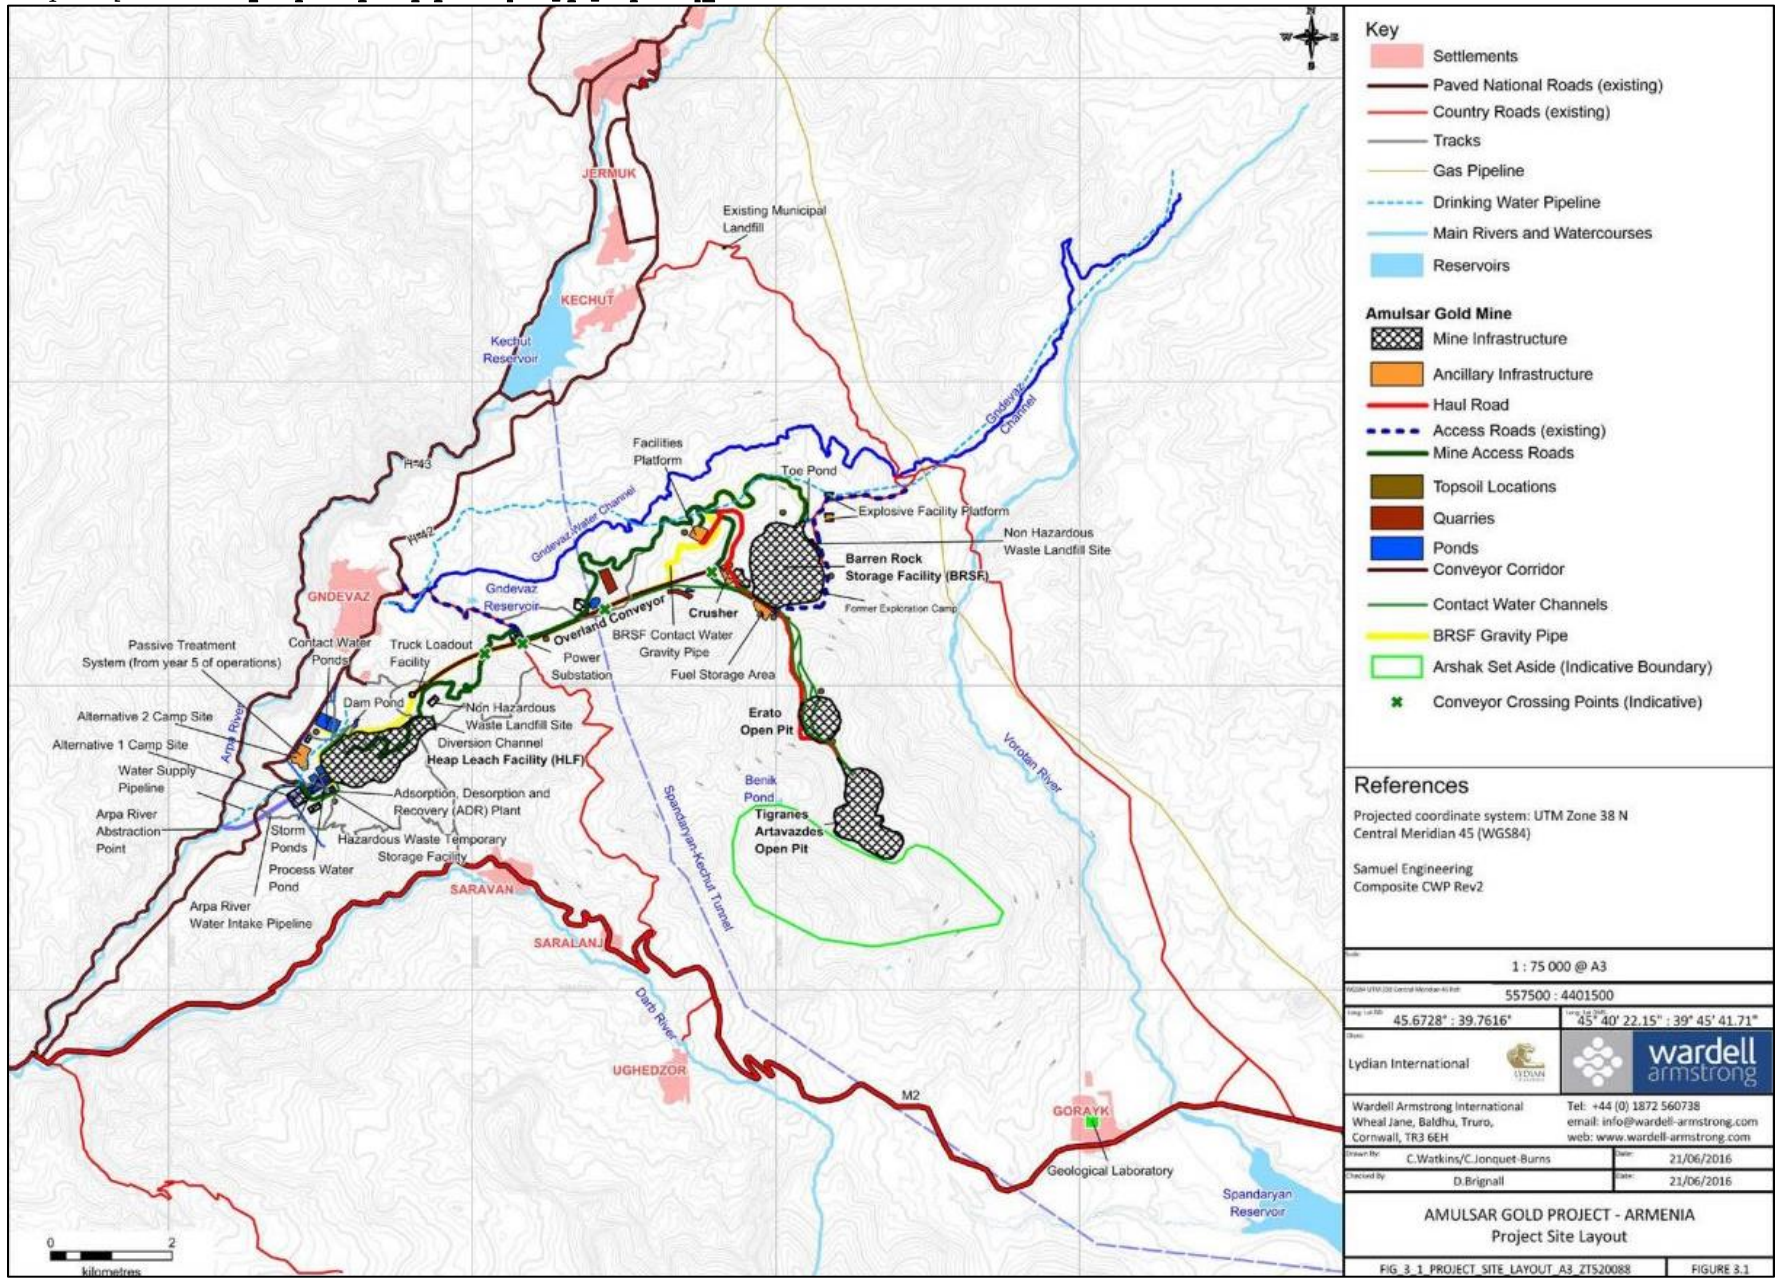 N
W E
S
JERMUK
Existing Municipal
Landfill
KECHUT
Kechut
Reservoir
Gndevaz
Channel
H-43
Facilities
Platform
Toe Pond
Gndevaz Water Channel
H-42
Explosive Facility Platform
Non Hazardous
Waste Landfill Site
Barren Rock
Storage Facility (BRSF)
GNDEVAZ
Gndevaz
Reservoir
Former Exploration Camp
Crusher
Overland Conveyor
BRSF Contact Water
Gravity Pipe
Passive Treatment
System (from year 5 of operations)
Contact Water
Ponds
Truck Loadout
Facility
Power
Substation
Fuel Storage Area
Dam Pond
Non Hazardous
Waste Landfill Site
Alternative 2 Camp Site
Arpa River
Erato
Open Pit
Diversion Channel
Heap Leach Facility (HLF)
Alternative 1 Camp Site
Vorotan River
Water Supply
Pipeline
Benik
Pond
Adsorption, Desorption and
Recovery (ADR) Plant
Spandaryan-Kechut Tunnel
Tigranes
Artavazdes
Open Pit
Arpa River
Abstraction
Point
Storm
Ponds
Hazardous Waste Temporary
Storage Facility
Process Water
Pond
SARAVAN
Arpa River
Water Intake Pipeline
SARALANJ
Darb River
UGHEDZOR
M2
GORAYK
Geological Laboratory
Spandaryan
Reservoir
0 2
kilometres
Key
Settlements
Paved National Roads (existing)
Country Roads (existing)
Tracks
Gas Pipeline
Drinking Water Pipeline
Main Rivers and Watercourses
Reservoirs
Amulsar Gold Mine
Mine Infrastructure
Ancillary Infrastructure
Haul Road
Access Roads (existing)
Mine Access Roads
Topsoil Locations
Quarries
Ponds
Conveyor Corridor
Contact Water Channels
BRSF Gravity Pipe
Arshak Set Aside (Indicative Boundary)
Conveyor Crossing Points (Indicative)
References
Projected coordinate system: UTM Zone 38 N
Central Meridian 45 (WGS84)
Samuel Engineering
Composite CWP Rev2
1 : 75 000 @ A3
557500 : 4401500
45.6728° : 39.7616°
45° 40' 22.15" : 39° 45' 41.71"
Lydian International
LYDIAN
wardell
armstrong
Wardell Armstrong International
Wheal Jane, Baldhu, Truro,
Cornwall, TR3 6EH
Tel: +44 (0) 1872 560738
email: info@wardell-armstrong.com
web: www.wardell-armstrong.com
Drawn By: C.Watkins/C.Jonquet-Burns
Date: 21/06/2016
Checked By: D.Brignall
Date: 21/06/2016
AMULSAR GOLD PROJECT - ARMENIA
Project Site Layout
FIG_3_1_PROJECT_SITE_LAYOUT_A3_ZT520088
FIGURE 3.1